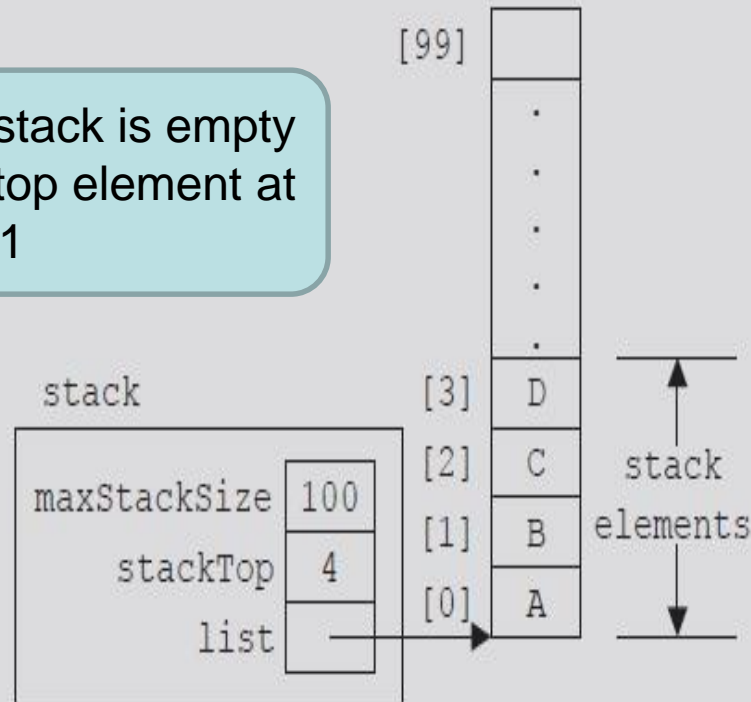 stack is empty
top element at
1
[99]
.
.
.
.
.
stack
maxStackSize 100
stackTop 4
list
[3] D
[2] C
[1] B
[0] A
stack
elements